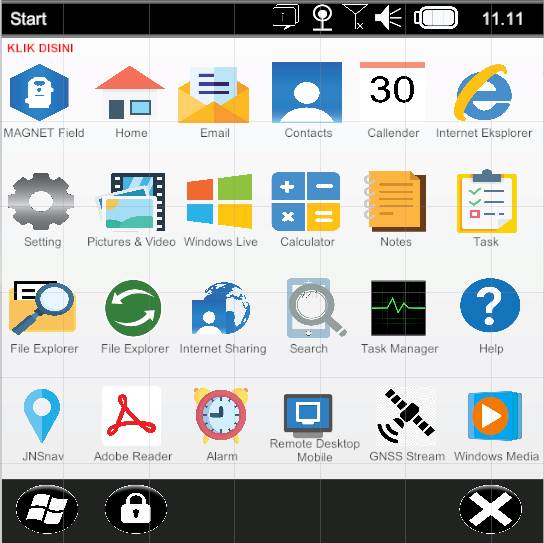 Start 11.11
KLIK DISINI
MAGNET Field Home Email Contacts Callender Internet Eksplorer
30
Setting Pictures & Video Windows Live Calculator Notes Task
File Explorer File Explorer Internet Sharing Search Task Manager Help
JNSnav Adobe Reader Alarm Remote Desktop Mobile GNSS Stream Windows Media